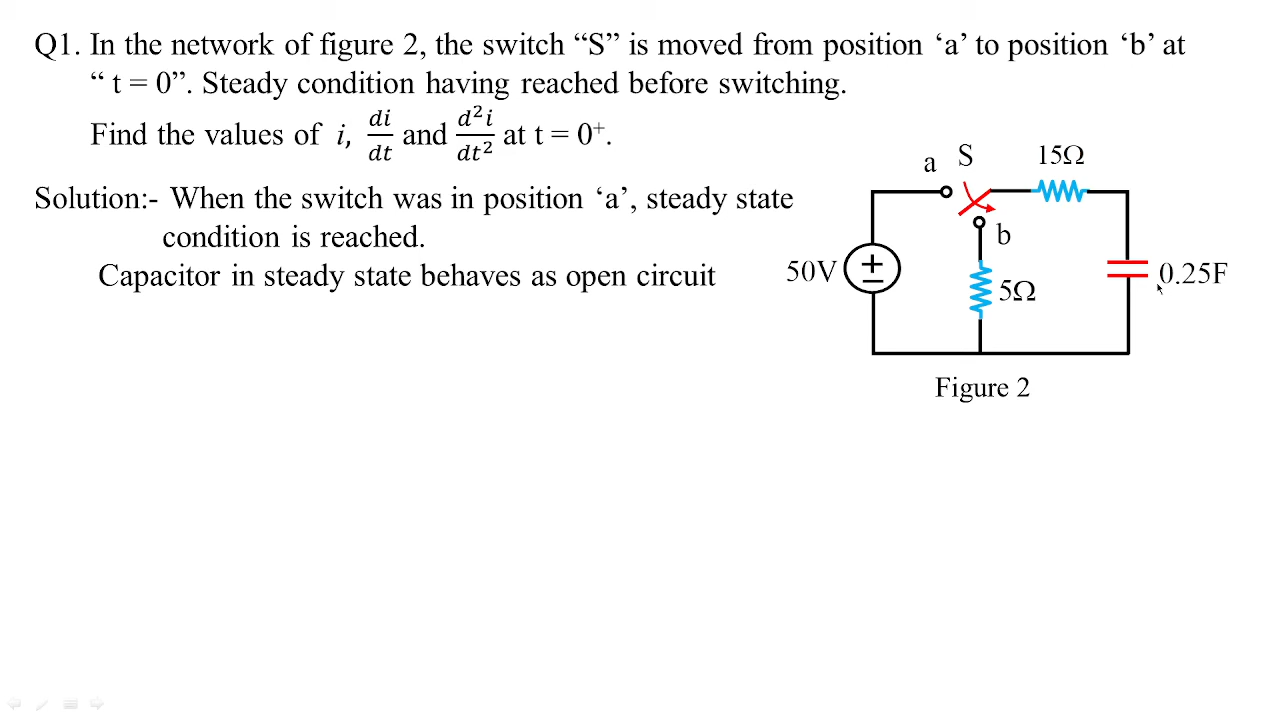 Q1. In the network of figure 2, the switch “S” is moved from position ‘a’ to position ‘b’ at
“ t = 0”. Steady condition having reached before switching.
Find the values of i, di/dt and d²i/dt² at t = 0⁺.
Solution:- When the switch was in position ‘a’, steady state
condition is reached.
Capacitor in steady state behaves as open circuit
a S 15Ω
b
50V
5Ω
0.25F
Figure 2